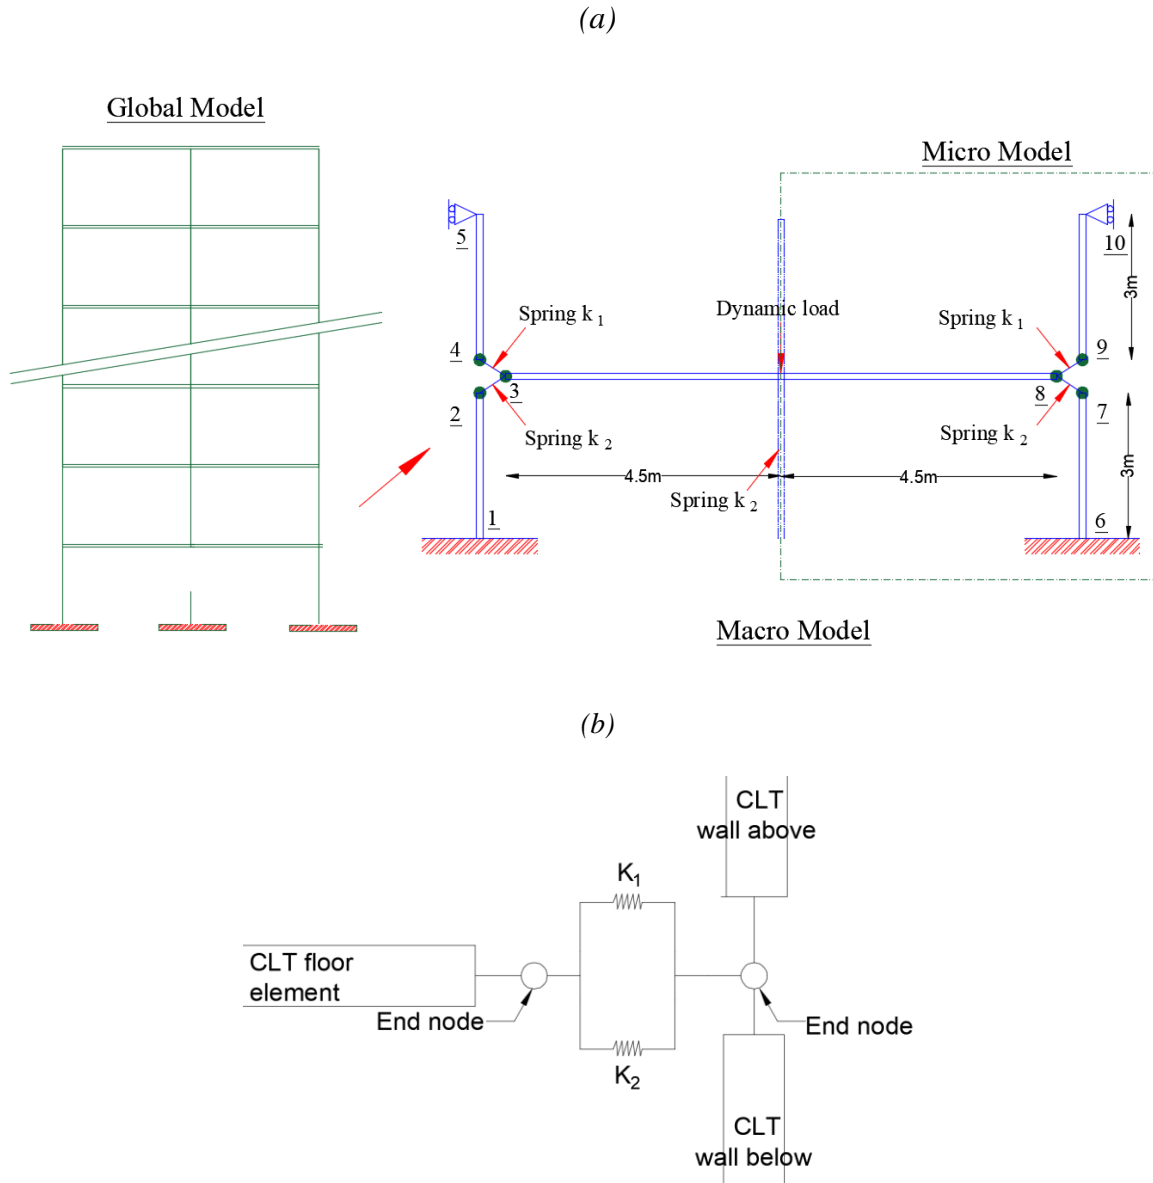 (a)
Global Model
Micro Model
5
10
3m
Spring k 1
Dynamic load
Spring k 1
4
9
3
8
2
7
Spring k 2
Spring k 2
3m
4.5m
4.5m
Spring k 2
1
6
Macro Model
(b)
CLT
wall above
K1
CLT floor
element
End node
End node
K2
CLT
wall below